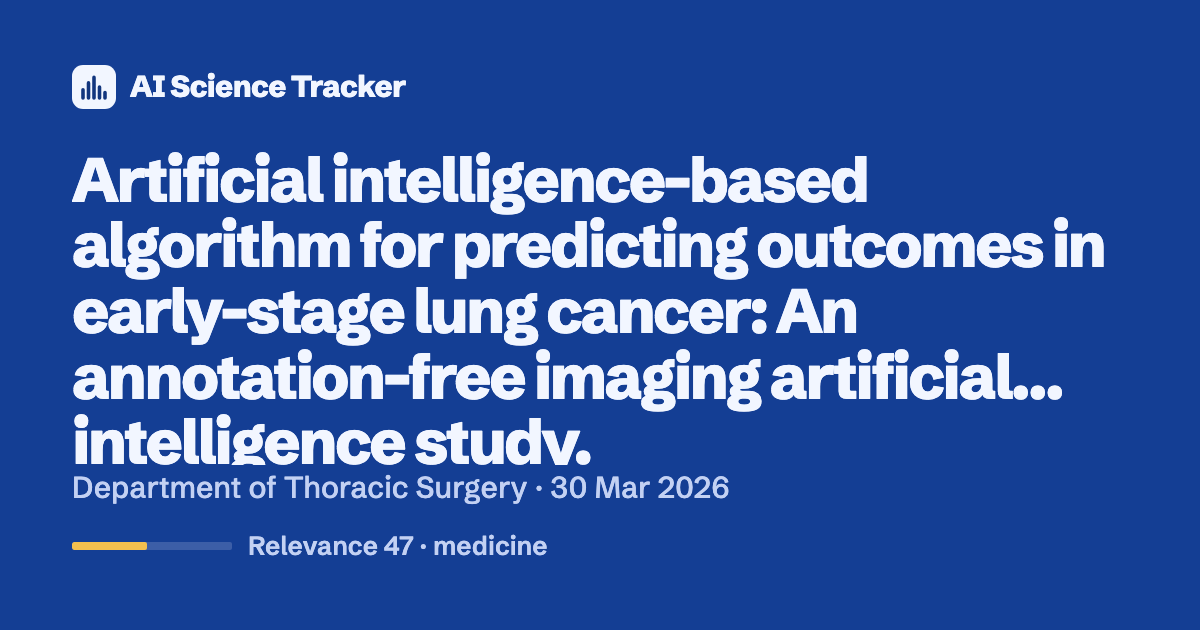 AI Science Tracker
Artificial intelligence-based
algorithm for predicting outcomes in
early-stage lung cancer: An
annotation-free imaging artificial...
intelligence study.
Department of Thoracic Surgery · 30 Mar 2026
Relevance 47 · medicine